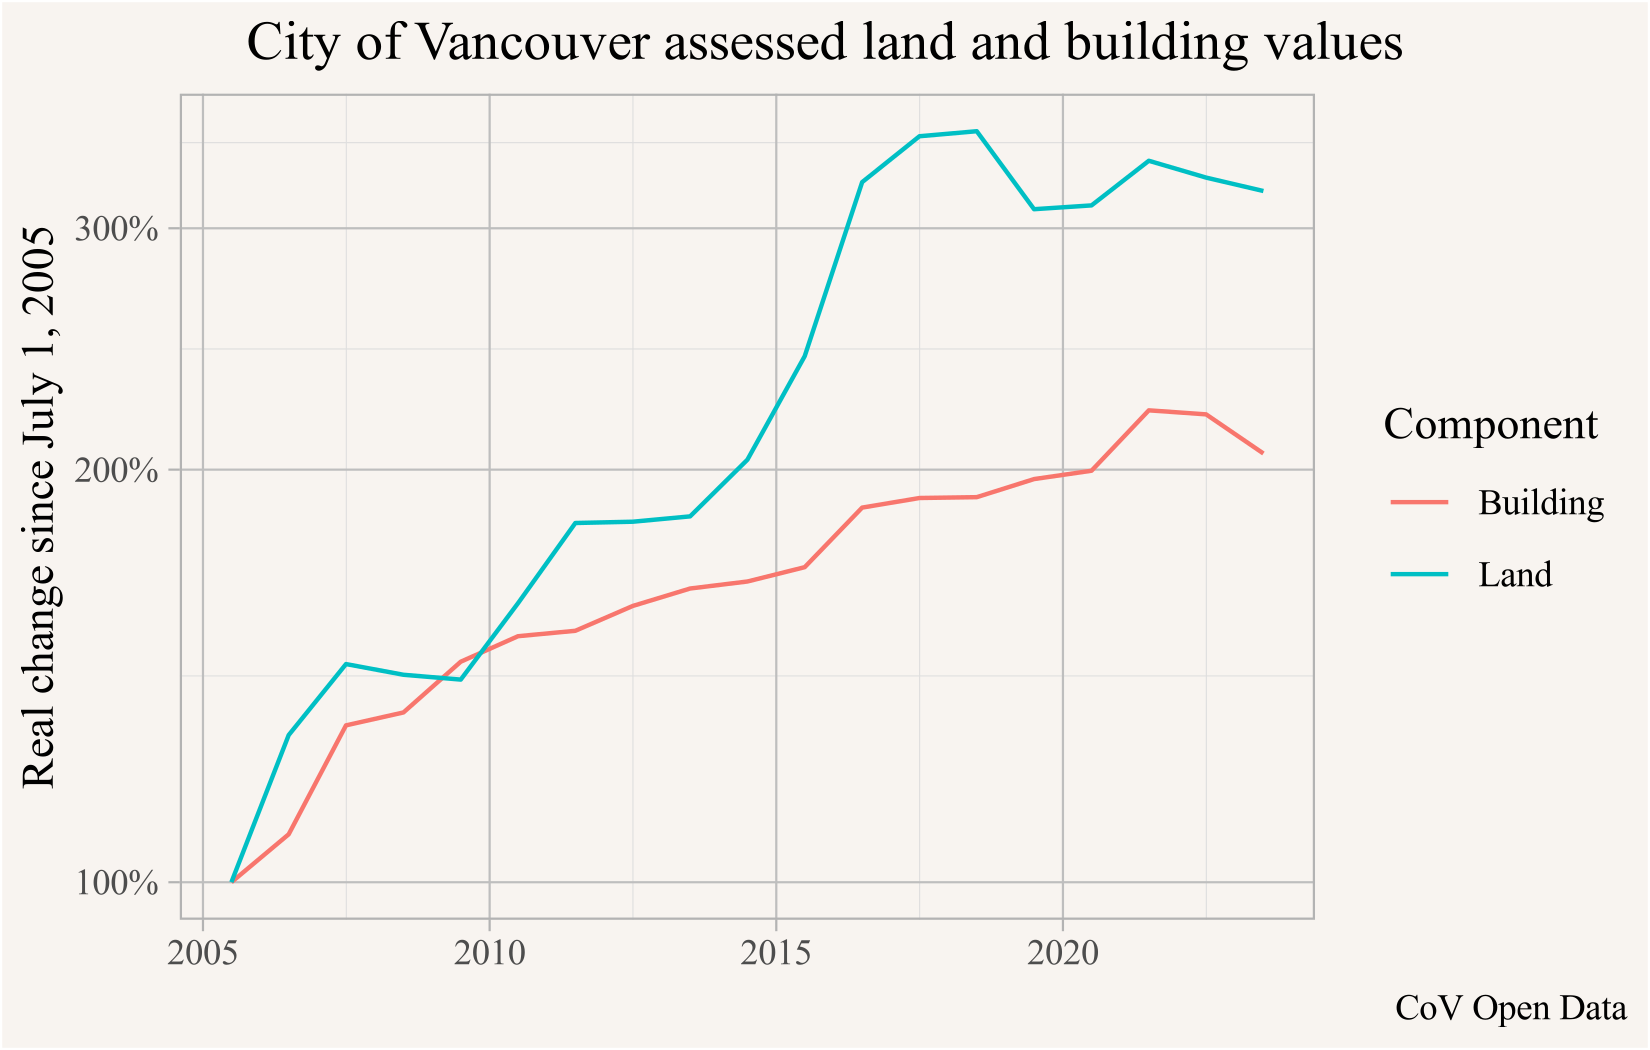 City of Vancouver assessed land and building values
Real change since July 1, 2005
300%
200%
100%
2005
2010
2015
2020
Component
Building
Land
CoV Open Data